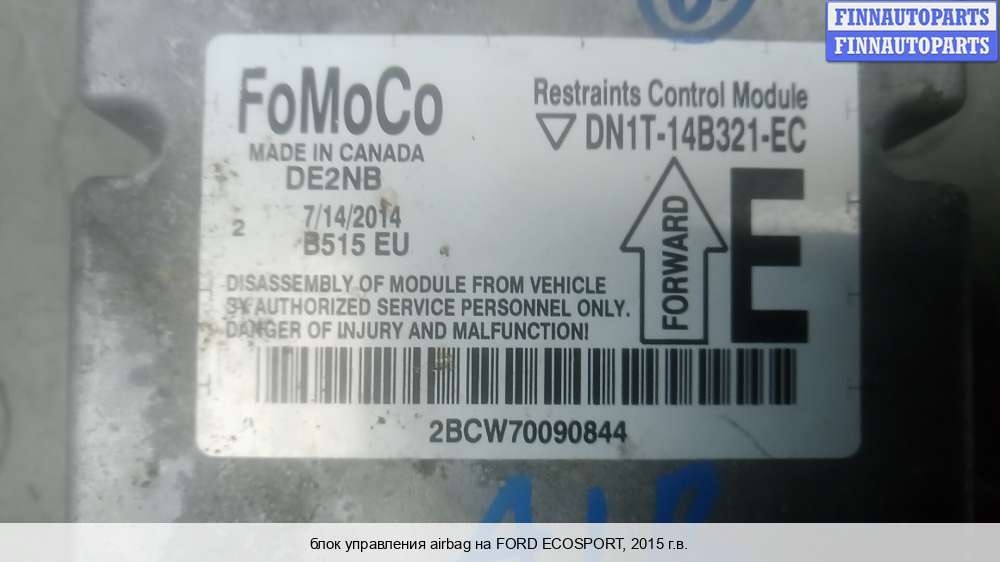 FINNAUTOPARTS
FINNAUTOPARTS
FoMoCo
MADE IN CANADA
DE2NB
2
7/14/2014
B515 EU
Restraints Control Module
DN1T-14B321-EC
FORWARD
E
DISASSEMBLY OF MODULE FROM VEHICLE
BY AUTHORIZED SERVICE PERSONNEL ONLY.
DANGER OF INJURY AND MALFUNCTION!
2BCW70090844
блок управления airbag на FORD ECOSPORT, 2015 г.в.